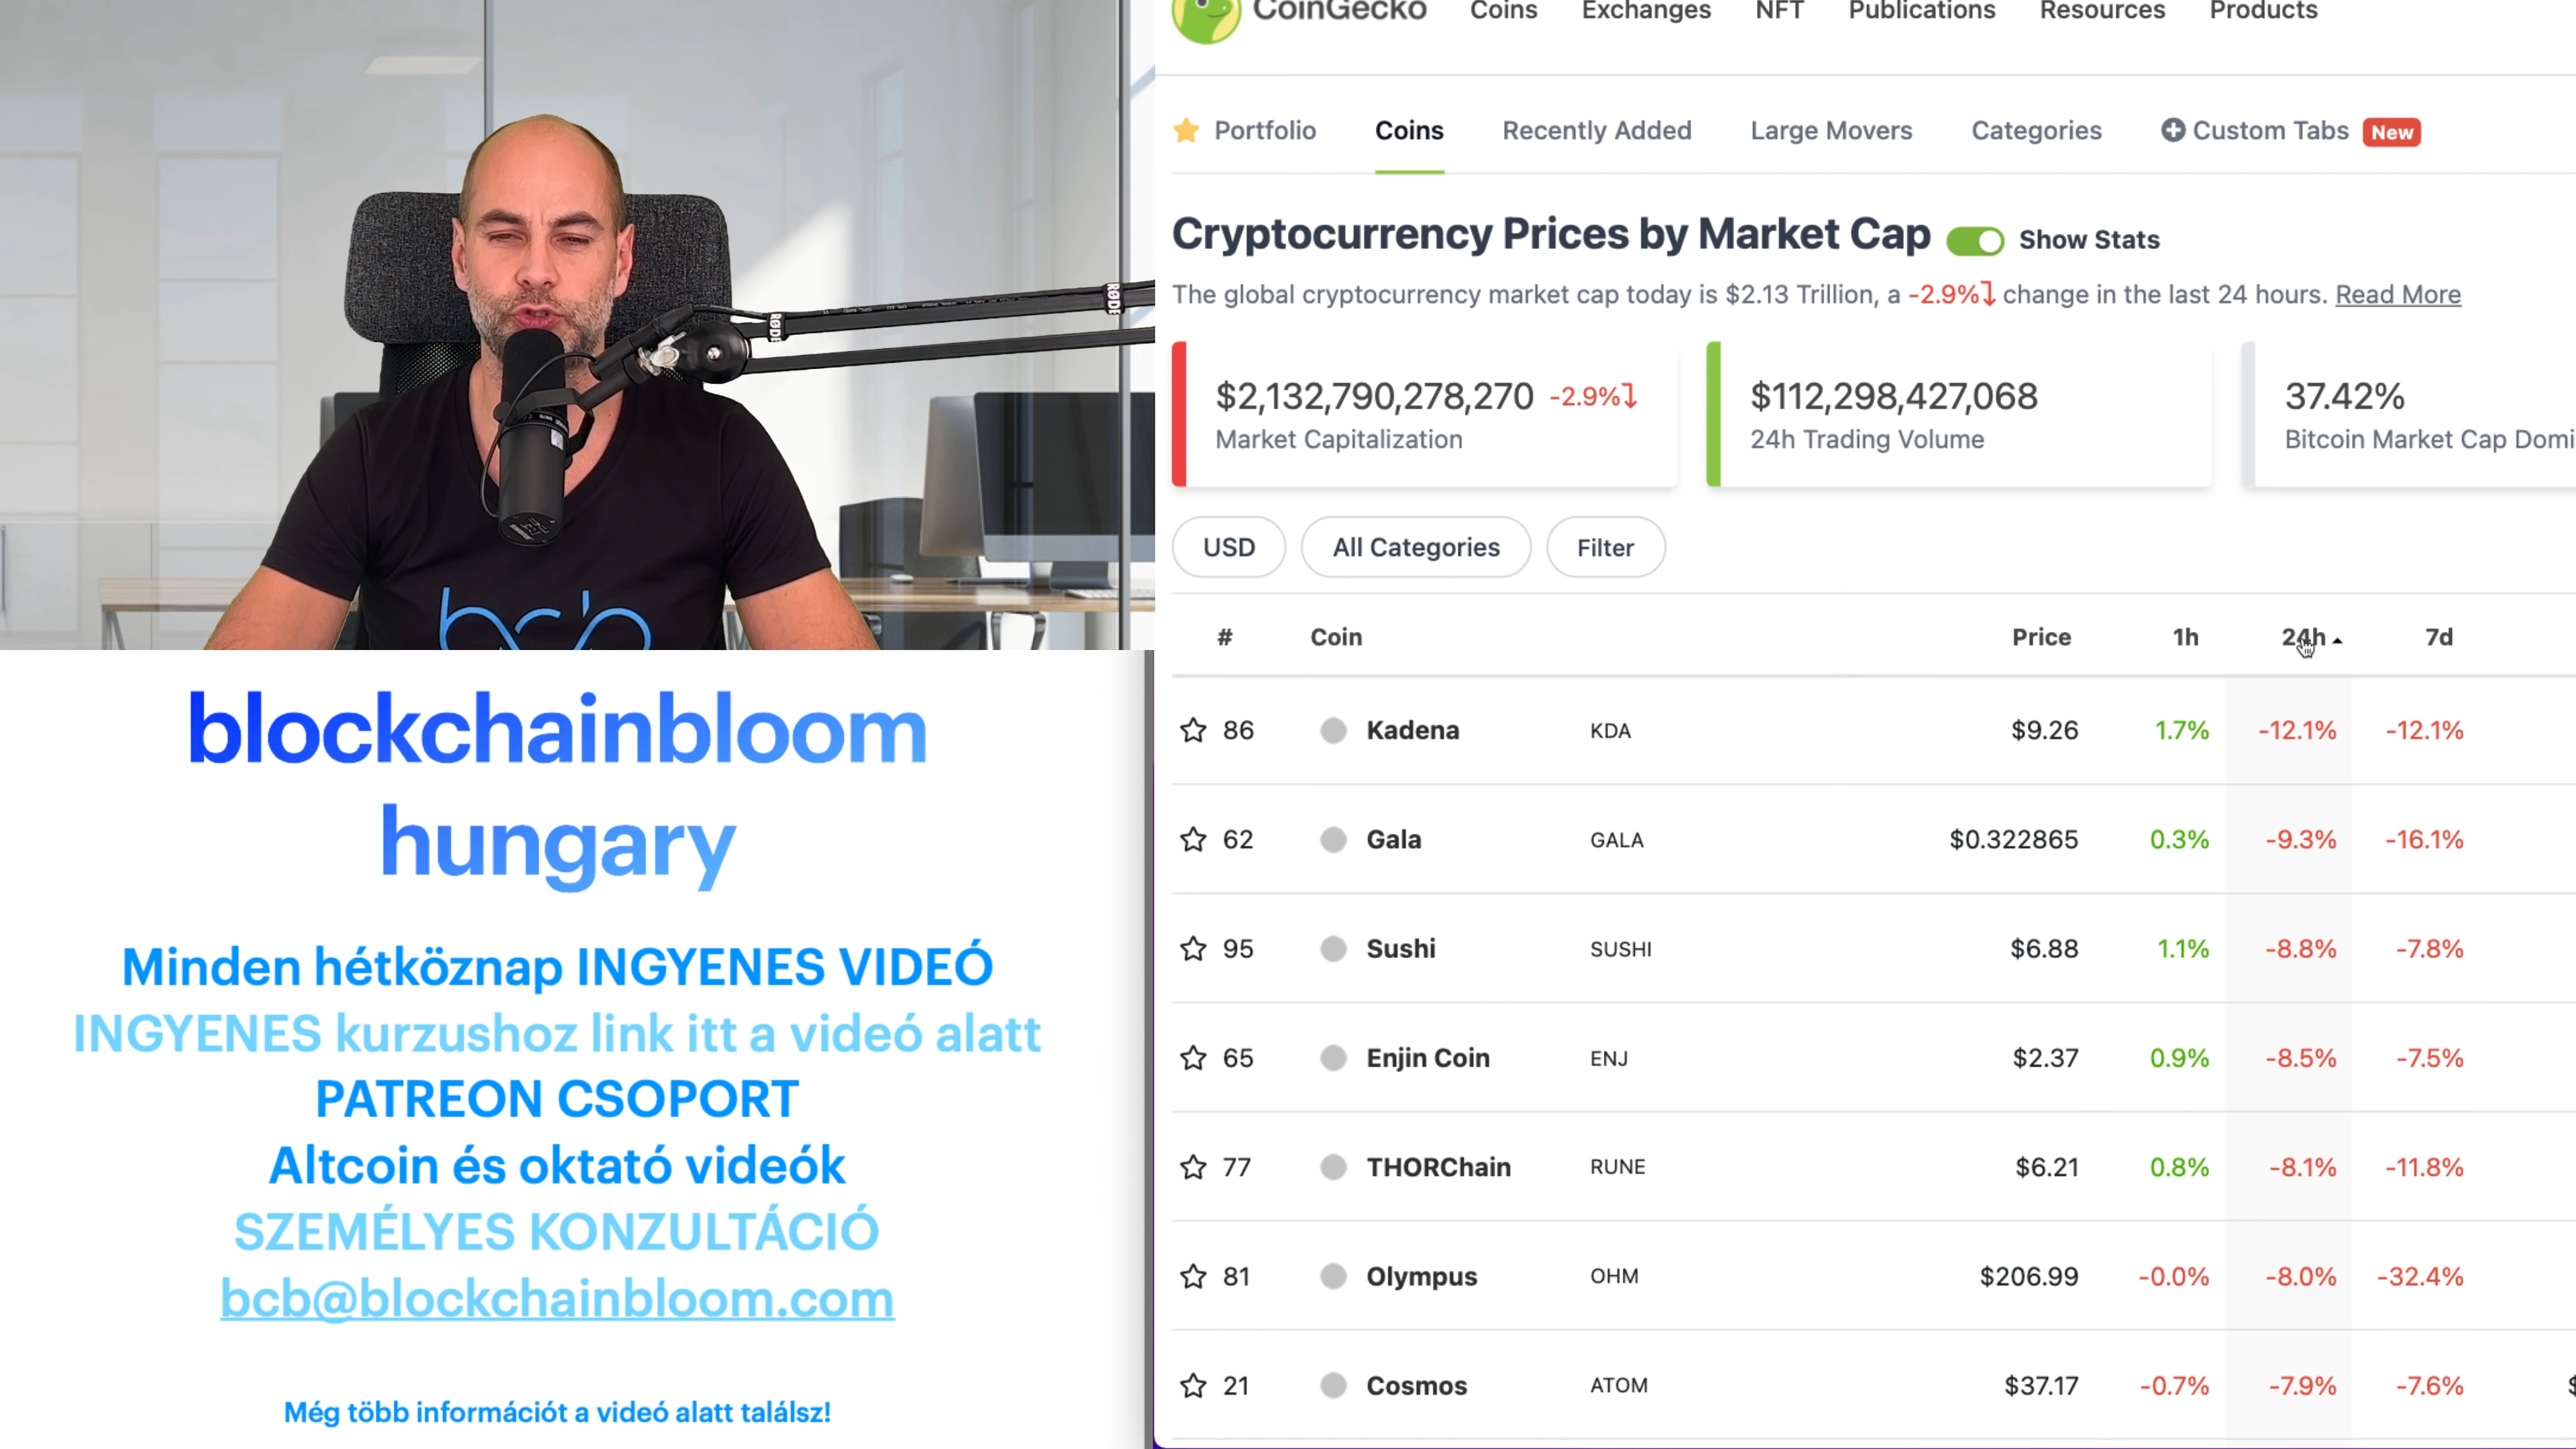 RØDE
RØDE
bcb
blockchainbloom
hungary
Minden hétköznap INGYENES VIDEÓ
INGYENES kurzushoz link itt a videó alatt
PATREON CSOPORT
Altcoin és oktató videók
SZEMÉLYES KONZULTÁCIÓ
bcb@blockchainbloom.com
Még több információt a videó alatt találsz!
CoinGecko Coins Exchanges NFT Publications Resources Products
Portfolio Coins Recently Added Large Movers Categories Custom Tabs New
Cryptocurrency Prices by Market Cap Show Stats
The global cryptocurrency market cap today is $2.13 Trillion, a -2.9% change in the last 24 hours. Read More
$2,132,790,278,270 -2.9% $112,298,427,068 37.42%
Market Capitalization 24h Trading Volume Bitcoin Market Cap Domi
USD All Categories Filter
# Coin Price 1h 24h 7d
86 Kadena KDA $9.26 1.7% -12.1% -12.1%
62 Gala GALA $0.322865 0.3% -9.3% -16.1%
95 Sushi SUSHI $6.88 1.1% -8.8% -7.8%
65 Enjin Coin ENJ $2.37 0.9% -8.5% -7.5%
77 THORChain RUNE $6.21 0.8% -8.1% -11.8%
81 Olympus OHM $206.99 -0.0% -8.0% -32.4%
21 Cosmos ATOM $37.17 -0.7% -7.9% -7.6% $